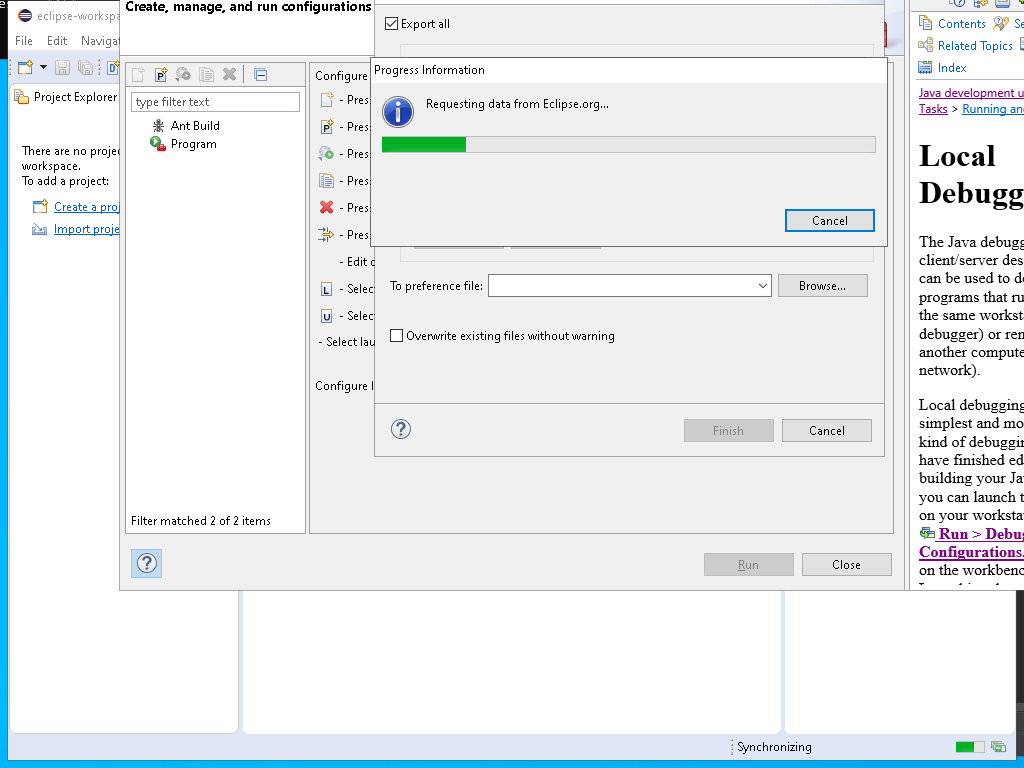 eclipse-workspa
File Edit Navigat
Project Explorer
There are no projec
workspace.
To add a project:
Create a proj
Import proje
Create, manage, and run configurations
type filter text
Ant Build
Program
Filter matched 2 of 2 items
Configure
- Pres
- Pres
- Pres
- Pres
- Pres
- Pres
- Edit c
- Selec
- Selec
- Select lau
Configure l
Run
Close
Export all
Progress Information
Requesting data from Eclipse.org...
Cancel
To preference file:
Browse...
Overwrite existing files without warning
Finish
Cancel
Contents Se
Related Topics
Index
Java development u
Tasks > Running and
Local
Debugg
The Java debugg
client/server des
can be used to de
programs that ru
the same worksta
debugger) or rem
another compute
network).
Local debugging
simplest and mo
kind of debuggin
have finished ed
building your Jav
you can launch t
on your worksta
Run > Debug
Configurations.
on the workbenc
Synchronizing